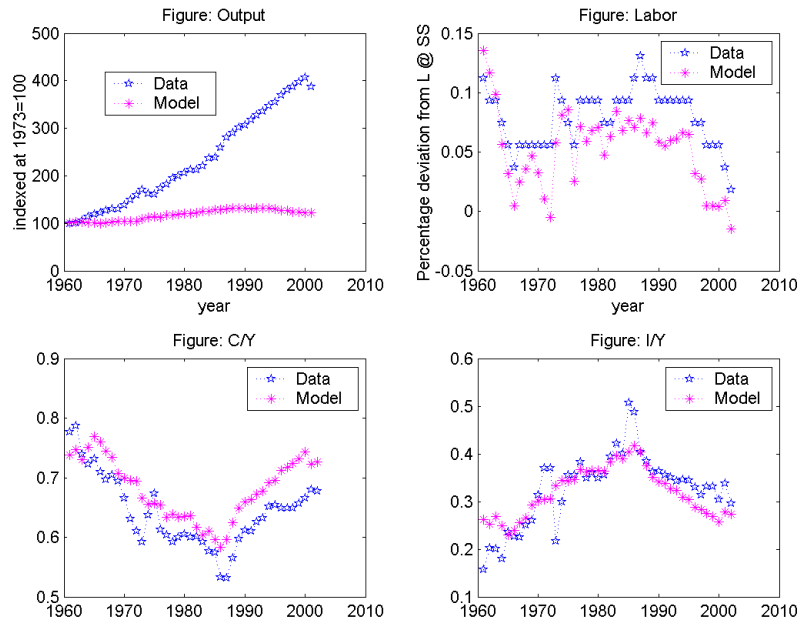 Figure: Output
indexed at 1973=100
500
400
300
200
100
0
Data
Model
1960 1970 1980 1990 2000 2010
year
Figure: Labor
Percentage deviation from L @ SS
0.15
0.1
0.05
0
-0.05
Data
Model
1960 1970 1980 1990 2000 2010
year
Figure: C/Y
0.9
0.8
0.7
0.6
0.5
Data
Model
1960 1970 1980 1990 2000 2010
Figure: I/Y
0.6
0.5
0.4
0.3
0.2
0.1
Data
Model
1960 1970 1980 1990 2000 2010